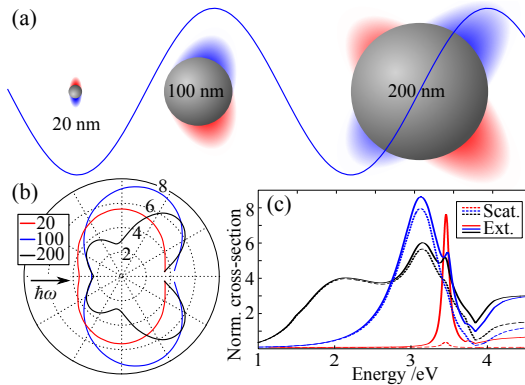 (a)
20 nm
100 nm
200 nm
(b)
20
100
200
ħω
8
6
4
2
(c)
Scat.
Ext.
Norm. cross-section
8
6
4
2
1
2
3
4
Energy /eV